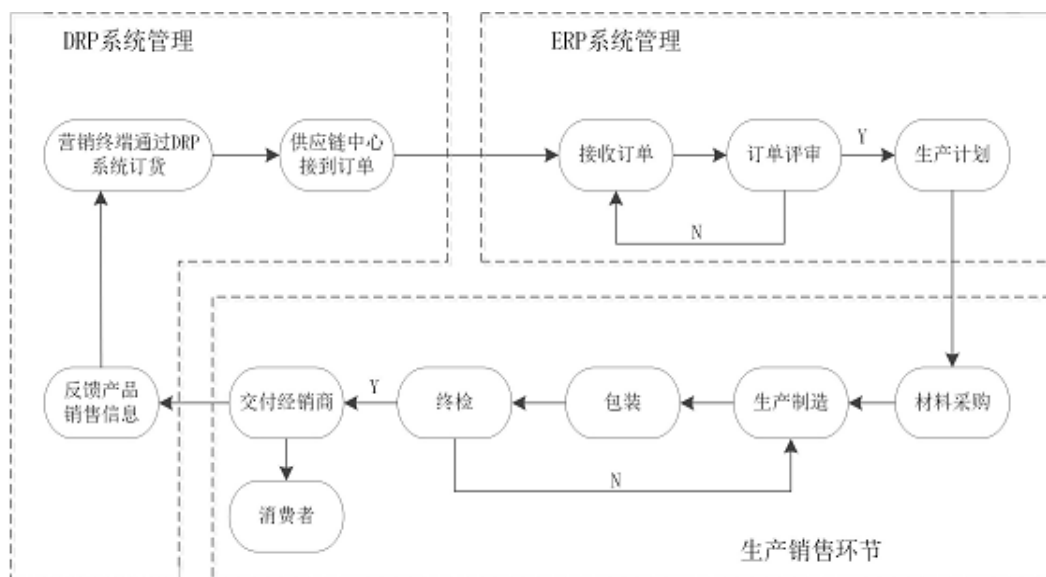 DRP系统管理
ERP系统管理
营销终端通过DRP
系统订货
供应链中心
接到订单
接收订单
订单评审
Y
生产计划
N
反馈产品
销售信息
交付经销商
Y
终检
包装
生产制造
材料采购
N
消费者
生产销售环节